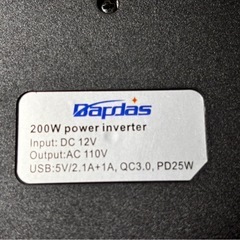 Bapdas
200W power inverter
Input: DC 12V
Output:AC 110V
USB:5V/2.1A+1A, QC3.0, PD25W